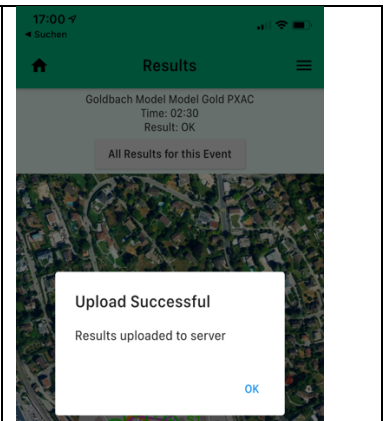 17:00
◀ Suchen
Results
Goldbach Model Model Gold PXAC
Time: 02:30
Result: OK
All Results for this Event
Upload Successful
Results uploaded to server
OK